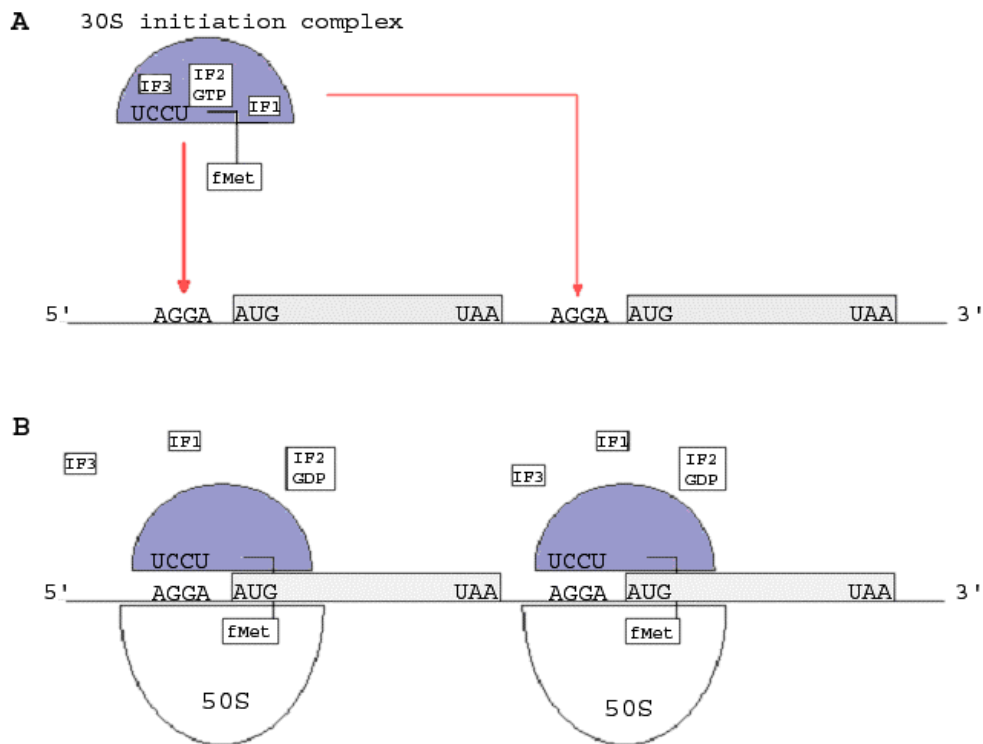 A 30S initiation complex
IF3 IF2 IF1
GTP
UCCU
fMet
5' AGGA AUG UAA AGGA AUG UAA 3'
B
IF3 IF1 IF2
GDP
IF3 IF1 IF2
GDP
UCCU UCCU
5' AGGA AUG UAA AGGA AUG UAA 3'
fMet fMet
50S 50S